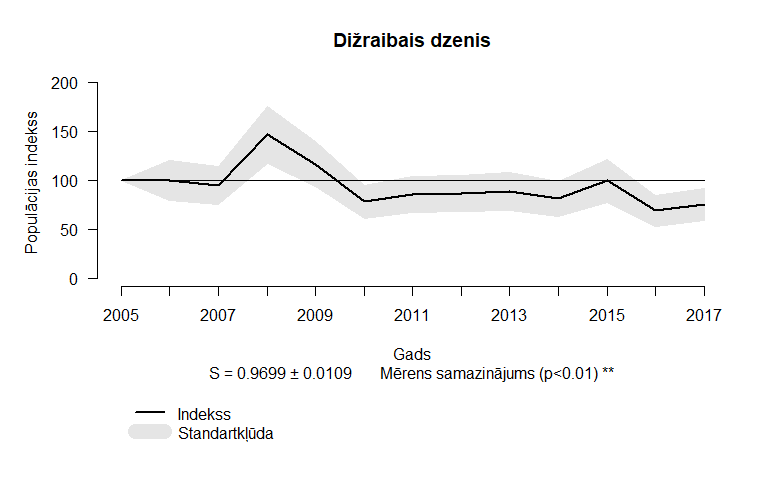 Dižraibais dzenis
Populācijas indekss
200
150
100
50
0
2005 2007 2009 2011 2013 2015 2017
Gads
S = 0.9699 ± 0.0109 Mērens samazinājums (p<0.01) **
Indekss
Standartkļūda